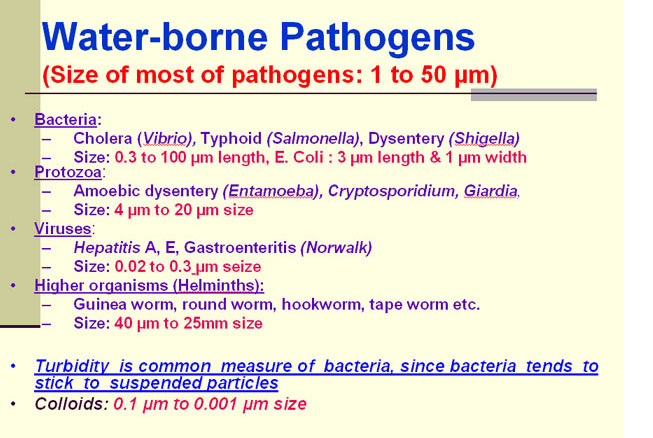 Water-borne Pathogens
(Size of most of pathogens: 1 to 50 µm)
• Bacteria:
– Cholera (Vibrio), Typhoid (Salmonella), Dysentery (Shigella)
– Size: 0.3 to 100 µm length, E. Coli : 3 µm length & 1 µm width
• Protozoa:
– Amoebic dysentery (Entamoeba), Cryptosporidium, Giardia,
– Size: 4 µm to 20 µm size
• Viruses:
– Hepatitis A, E, Gastroenteritis (Norwalk)
– Size: 0.02 to 0.3 µm seize
• Higher organisms (Helminths):
– Guinea worm, round worm, hookworm, tape worm etc.
– Size: 40 µm to 25mm size
• Turbidity is common measure of bacteria, since bacteria tends to
stick to suspended particles
• Colloids: 0.1 µm to 0.001 µm size